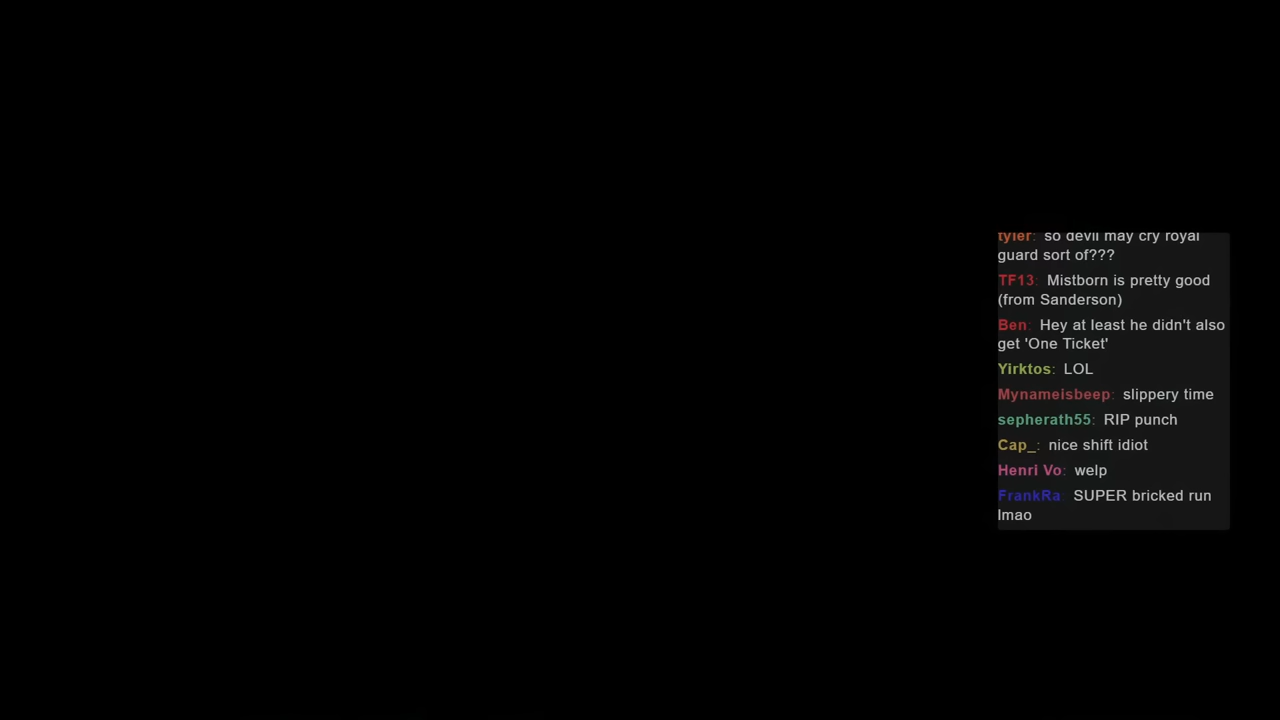 tyler: so devil may cry royal
guard sort of???
TF13: Mistborn is pretty good
(from Sanderson)
Ben: Hey at least he didn't also
get 'One Ticket'
Yirktos: LOL
Mynameisbeep: slippery time
sepherath55: RIP punch
Cap_: nice shift idiot
Henri Vo: welp
FrankRa: SUPER bricked run
lmao